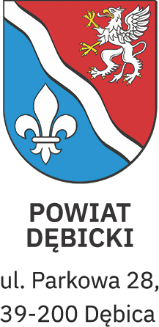 POWIAT
DĘBICKI
ul. Parkowa 28,
39-200 Dębica